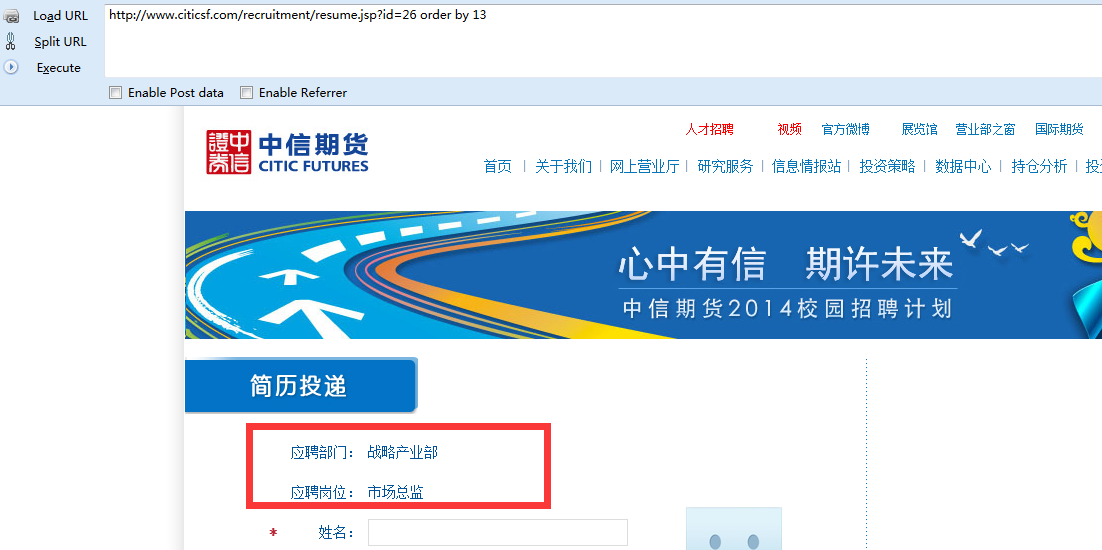 Load URL
http://www.citicsf.com/recruitment/resume.jsp?id=26 order by 13
Split URL
Execute
Enable Post data Enable Referrer
人才招聘 视频 官方微博 展览馆 营业部之窗 国际期货
中信證券 中信期货
CITIC FUTURES
首页 | 关于我们 | 网上营业厅 | 研究服务 | 信息情报站 | 投资策略 | 数据中心 | 持仓分析 | 投
心中有信 期许未来
中信期货2014校园招聘计划
简历投递
应聘部门： 战略产业部
应聘岗位： 市场总监
* 姓名：